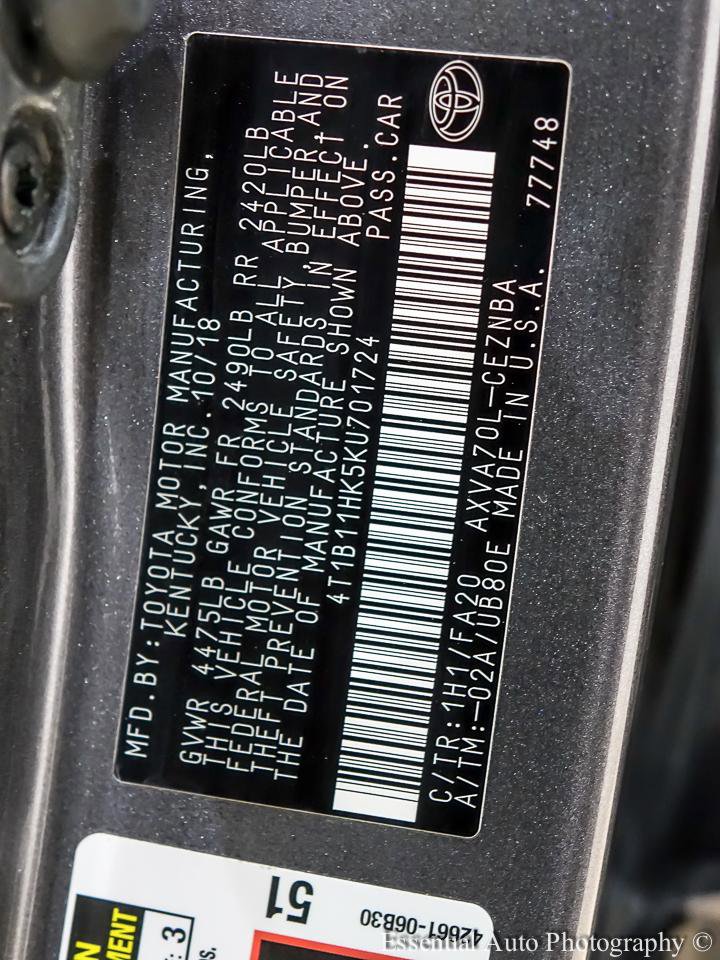 MFD.BY:TOYOTA MOTOR MANUFACTURING,
KENTUCKY,INC. 10/18
GVWR 4475LB GAWR FR 2490LB RR 2420LB
THIS VEHICLE CONFORMS TO ALL APPLICABLE
FEDERAL MOTOR VEHICLE SAFETY, BUMPER AND
THEFT PREVENTION STANDARDS IN EFFECT ON
THE DATE OF MANUFACTURE SHOWN ABOVE.
4T1B11HK5KU701724 PASS.CAR
C/TR:1H1/FA20 AXVA70L-CEZNBA
A/TM:-02A/UB80E MADE IN U.S.A. 77748
51
42661-06B30
: 3
Essential Auto Photography ©